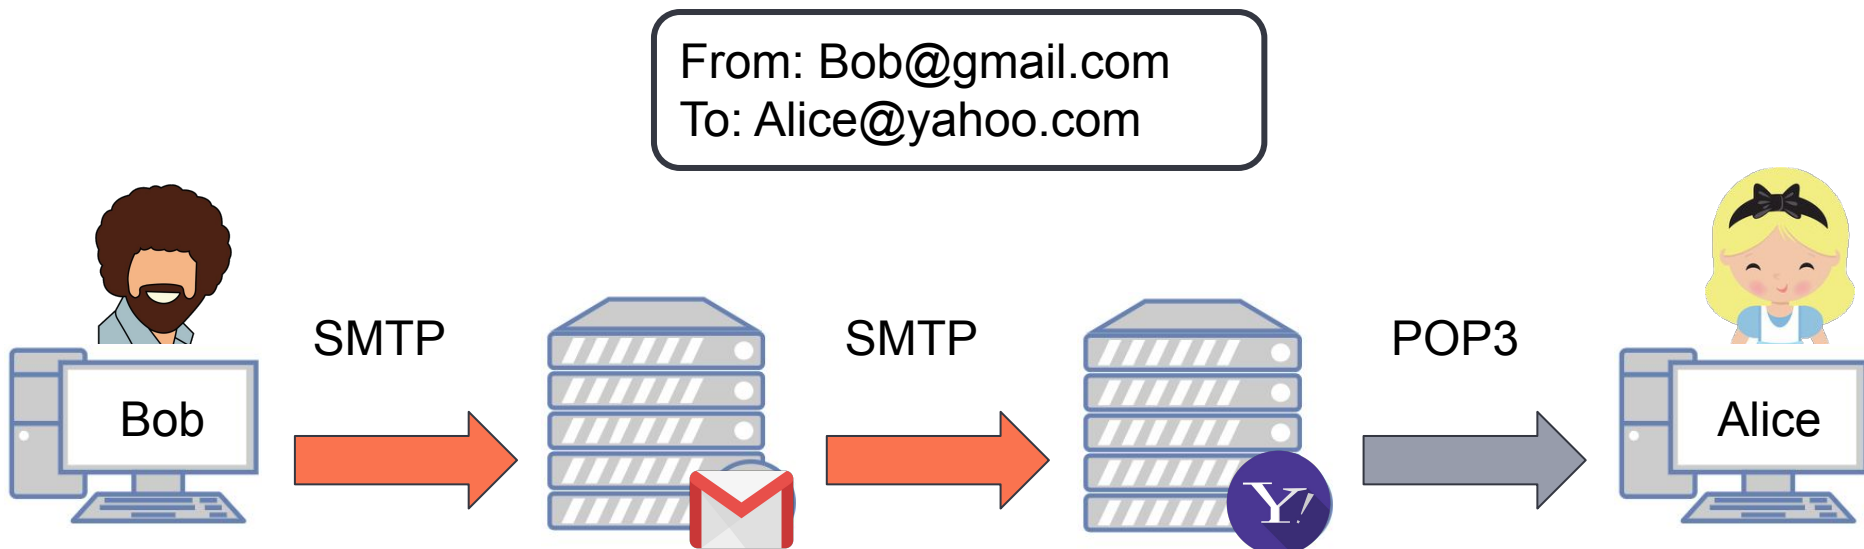 From: Bob@gmail.com
To: Alice@yahoo.com
SMTP
SMTP
POP3
Bob
Alice
Y!